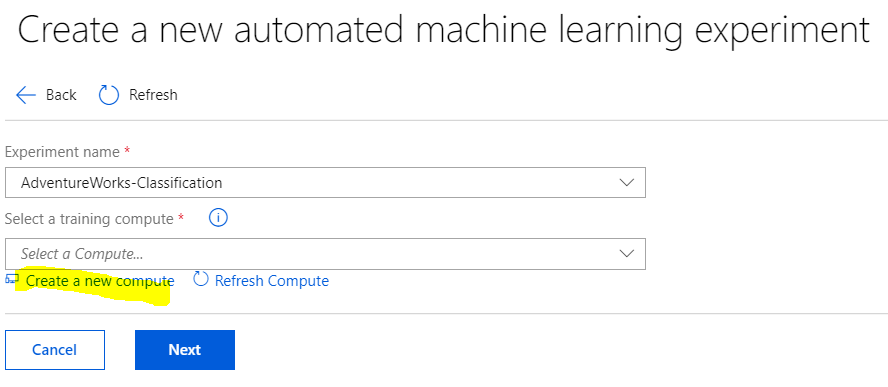 Create a new automated machine learning experiment
Back Refresh
Experiment name *
AdventureWorks-Classification
Select a training compute * i
Select a Compute...
Create a new compute Refresh Compute
Cancel Next